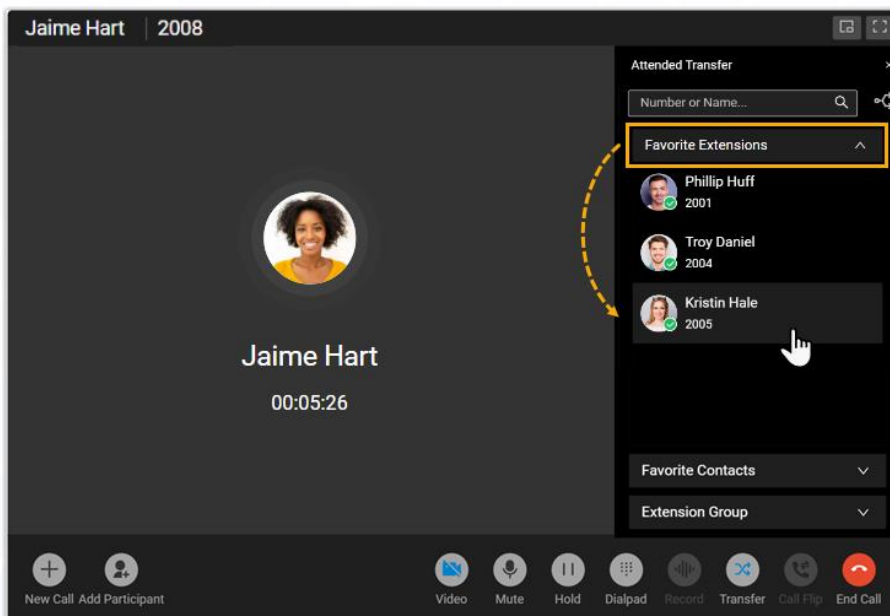 Jaime Hart 2008
Attended Transfer
Number or Name...
Favorite Extensions
Phillip Huff
2001
Troy Daniel
2004
Kristin Hale
2005
Jaime Hart
00:05:26
Favorite Contacts
Extension Group
New Call Add Participant Video Mute Hold Dialpad Record Transfer Call Flip End Call